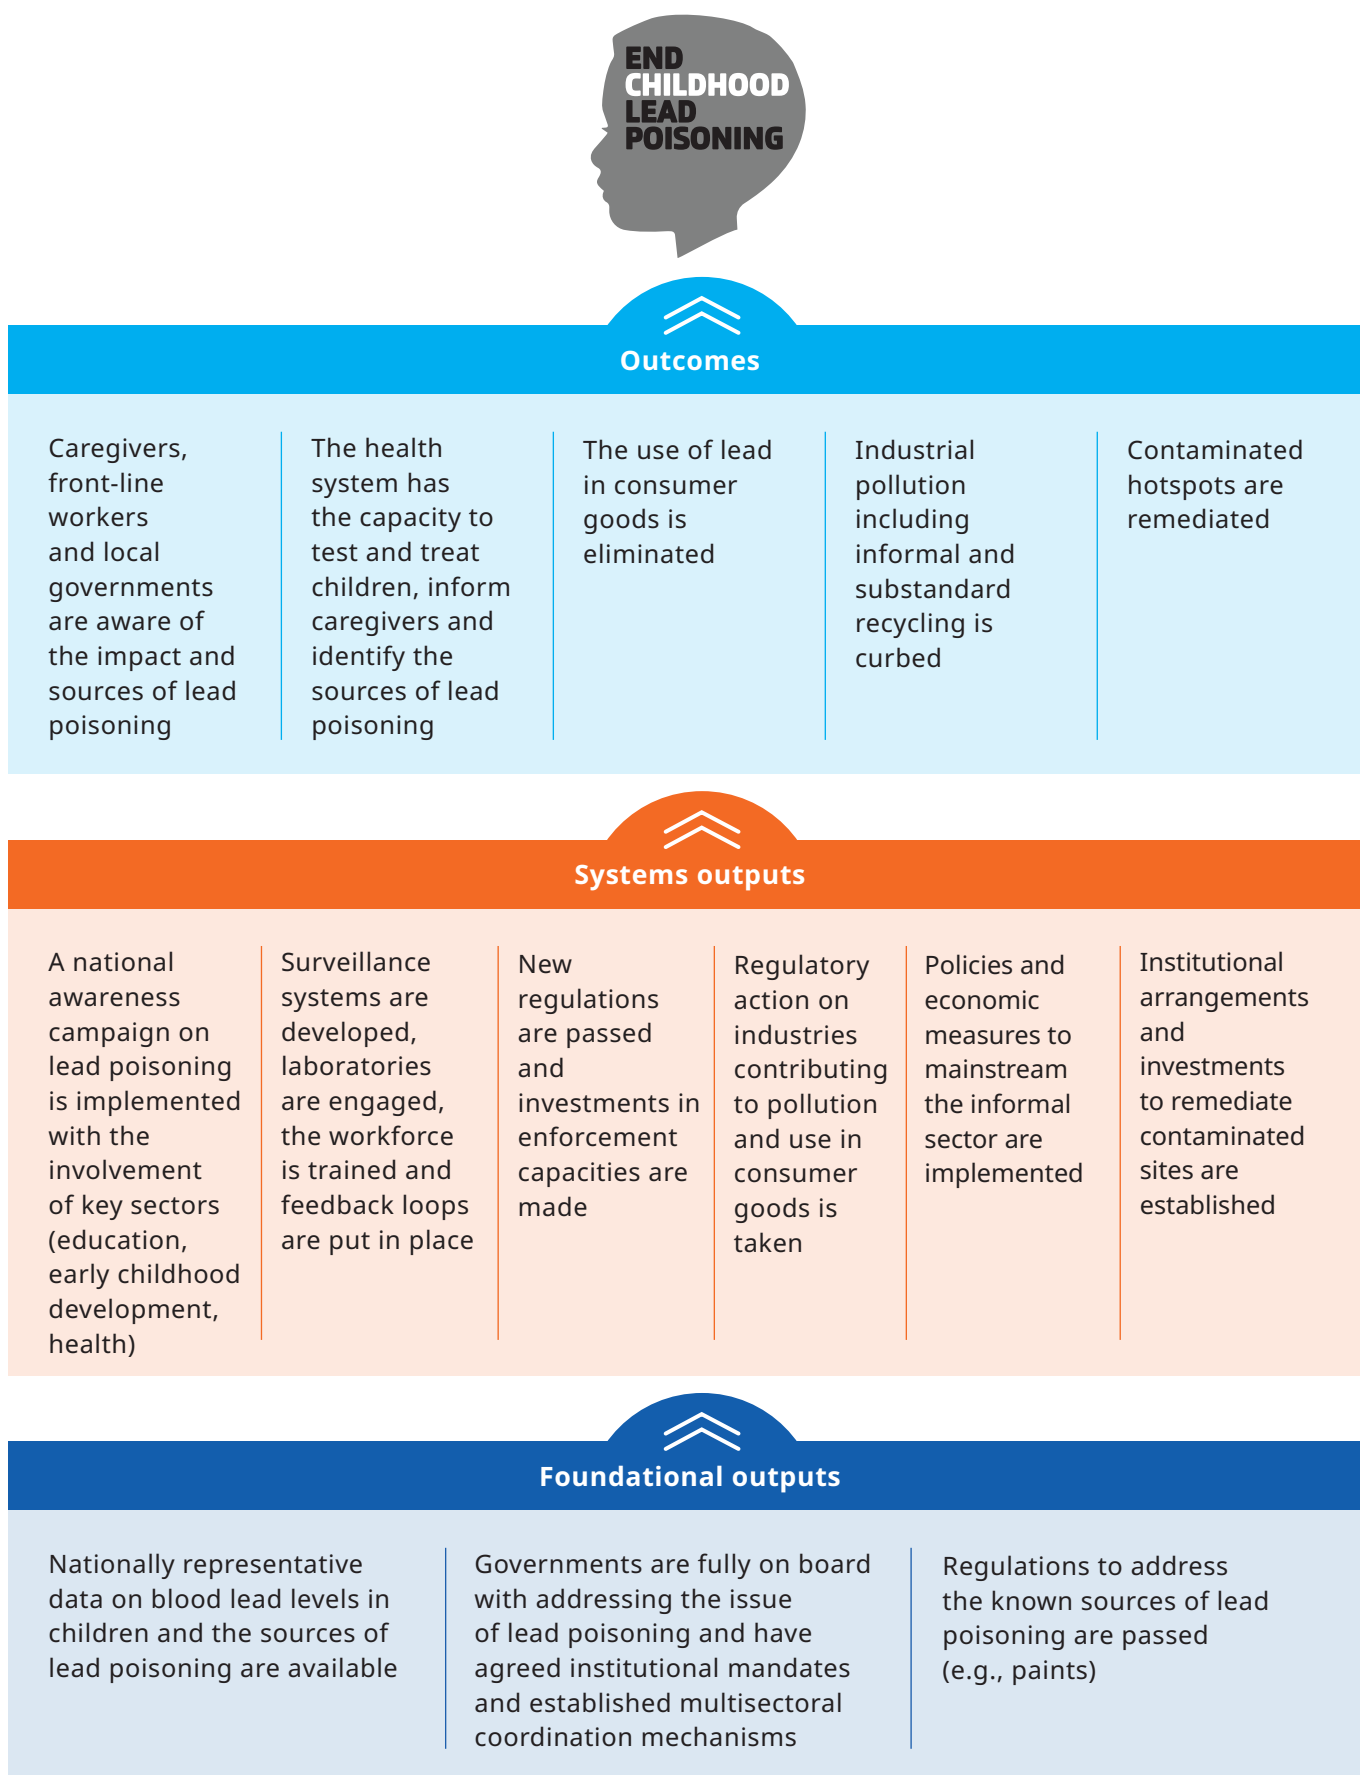 END
CHILDHOOD
LEAD
POISONING
Outcomes
Caregivers,
front-line
workers
and local
governments
are aware of
the impact and
sources of lead
poisoning
The health
system has
the capacity to
test and treat
children, inform
caregivers and
identify the
sources of lead
poisoning
The use of lead
in consumer
goods is
eliminated
Industrial
pollution
including
informal and
substandard
recycling is
curbed
Contaminated
hotspots are
remediated
Systems outputs
A national
awareness
campaign on
lead poisoning
is implemented
with the
involvement
of key sectors
(education,
early childhood
development,
health)
Surveillance
systems are
developed,
laboratories
are engaged,
the workforce
is trained and
feedback loops
are put in place
New
regulations
are passed
and
investments in
enforcement
capacities are
made
Regulatory
action on
industries
contributing
to pollution
and use in
consumer
goods is
taken
Policies and
economic
measures to
mainstream
the informal
sector are
implemented
Institutional
arrangements
and
investments
to remediate
contaminated
sites are
established
Foundational outputs
Nationally representative
data on blood lead levels in
children and the sources of
lead poisoning are available
Governments are fully on board
with addressing the issue
of lead poisoning and have
agreed institutional mandates
and established multisectoral
coordination mechanisms
Regulations to address
the known sources of lead
poisoning are passed
(e.g., paints)